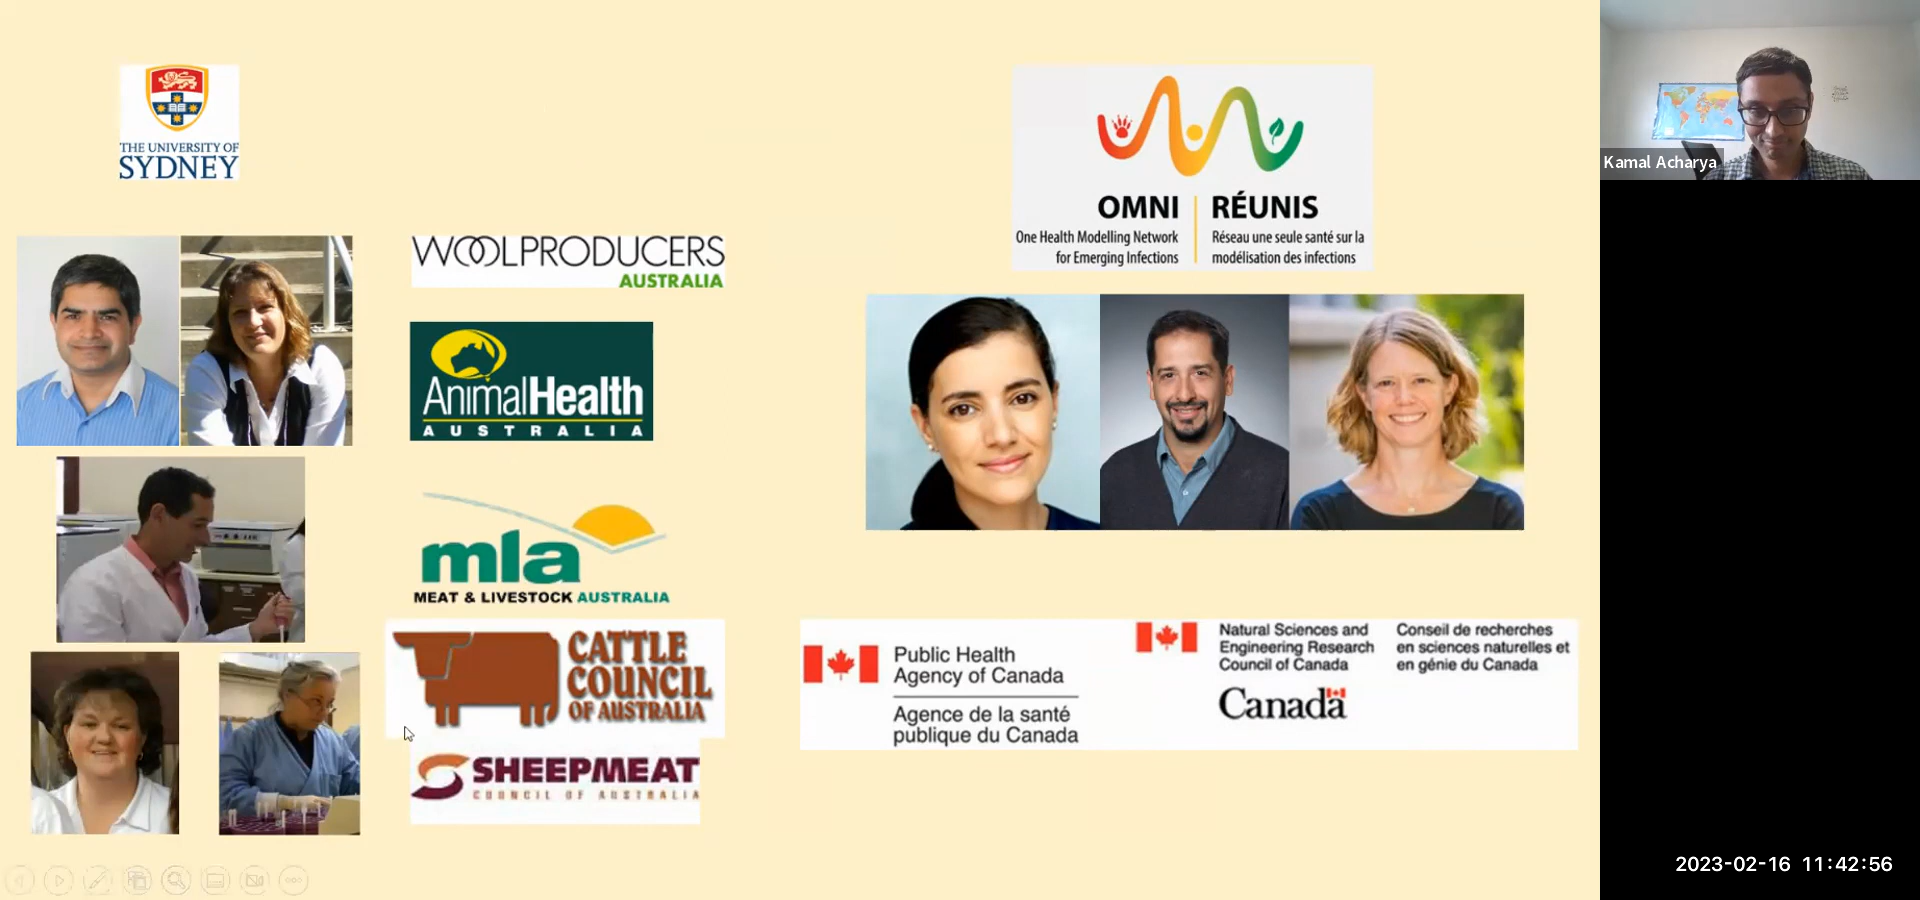 THE UNIVERSITY OF
SYDNEY
WOOLPRODUCERS
AUSTRALIA
AnimalHealth
AUSTRALIA
mla
MEAT & LIVESTOCK AUSTRALIA
CATTLE
COUNCIL
OF AUSTRALIA
SHEEPMEAT
COUNCIL OF AUSTRALIA
OMNI
One Health Modelling Network
for Emerging Infections
RÉUNIS
Réseau une seule santé sur la
modélisation des infections
Public Health
Agency of Canada
Agence de la santé
publique du Canada
Natural Sciences and
Engineering Research
Council of Canada
Conseil de recherches
en sciences naturelles et
en génie du Canada
Canada
Kamal Acharya
2023-02-16 11:42:56